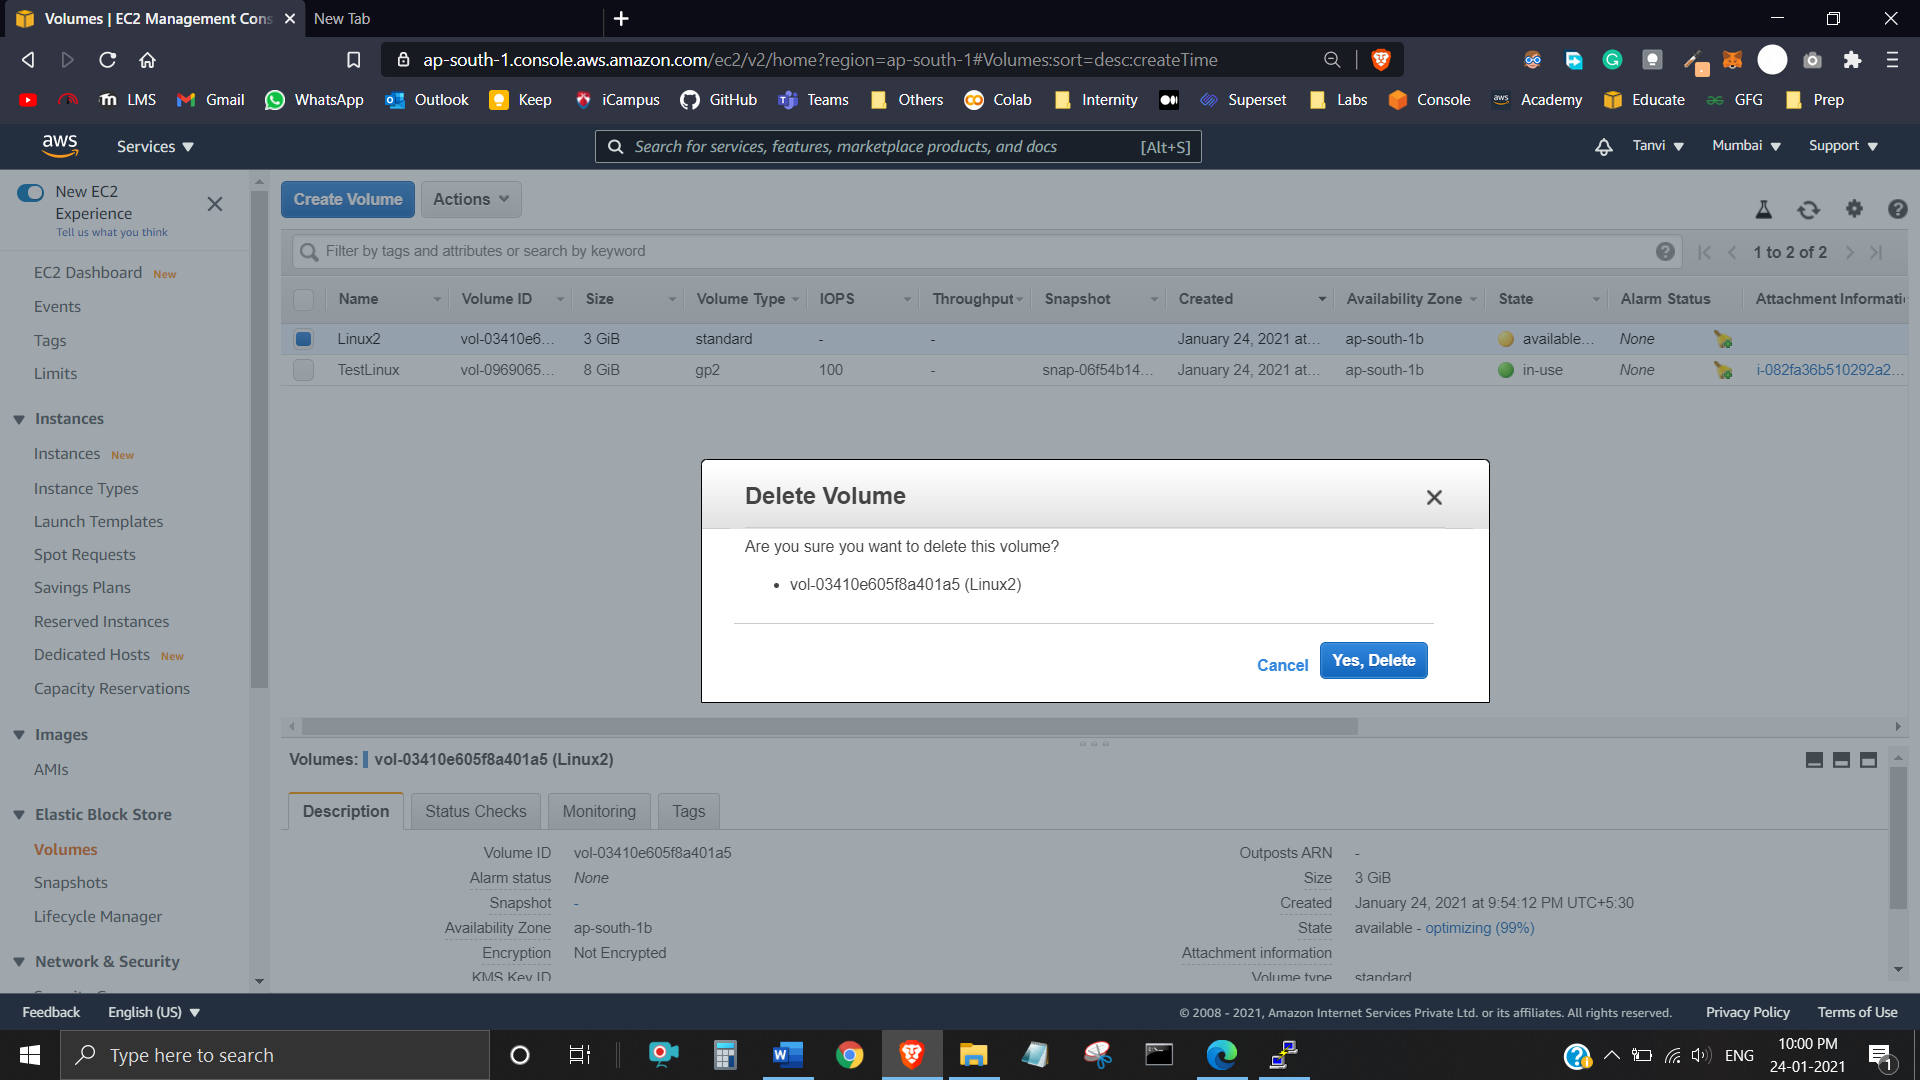 Volumes | EC2 Management Cons
New Tab
ap-south-1.console.aws.amazon.com/ec2/v2/home?region=ap-south-1#Volumes:sort=desc:createTime
LMS Gmail WhatsApp Outlook Keep iCampus GitHub Teams Others Colab Internity Superset Labs Console Academy Educate GFG Prep
aws Services Search for services, features, marketplace products, and docs [Alt+S] Tanvi Mumbai Support
New EC2
Experience
Tell us what you think
EC2 Dashboard New
Events
Tags
Limits
Instances
Instances New
Instance Types
Launch Templates
Spot Requests
Savings Plans
Reserved Instances
Dedicated Hosts New
Capacity Reservations
Images
AMIs
Elastic Block Store
Volumes
Snapshots
Lifecycle Manager
Network & Security
Create Volume Actions
Filter by tags and attributes or search by keyword
1 to 2 of 2
Name Volume ID Size Volume Type IOPS Throughput Snapshot Created Availability Zone State Alarm Status Attachment Informati
Linux2 vol-03410e6... 3 GiB standard - - January 24, 2021 at... ap-south-1b available... None
TestLinux vol-0969065... 8 GiB gp2 100 - snap-06f54b14... January 24, 2021 at... ap-south-1b in-use None i-082fa36b510292a2...
Delete Volume
Are you sure you want to delete this volume?
• vol-03410e605f8a401a5 (Linux2)
Cancel Yes, Delete
Volumes: vol-03410e605f8a401a5 (Linux2)
Description Status Checks Monitoring Tags
Volume ID vol-03410e605f8a401a5 Outposts ARN -
Alarm status None Size 3 GiB
Snapshot - Created January 24, 2021 at 9:54:12 PM UTC+5:30
Availability Zone ap-south-1b State available - optimizing (99%)
Encryption Not Encrypted Attachment information
KMS Key ID Volume type standard
Feedback English (US) © 2008 - 2021, Amazon Internet Services Private Ltd. or its affiliates. All rights reserved. Privacy Policy Terms of Use
Type here to search
ENG
10:00 PM
24-01-2021
1